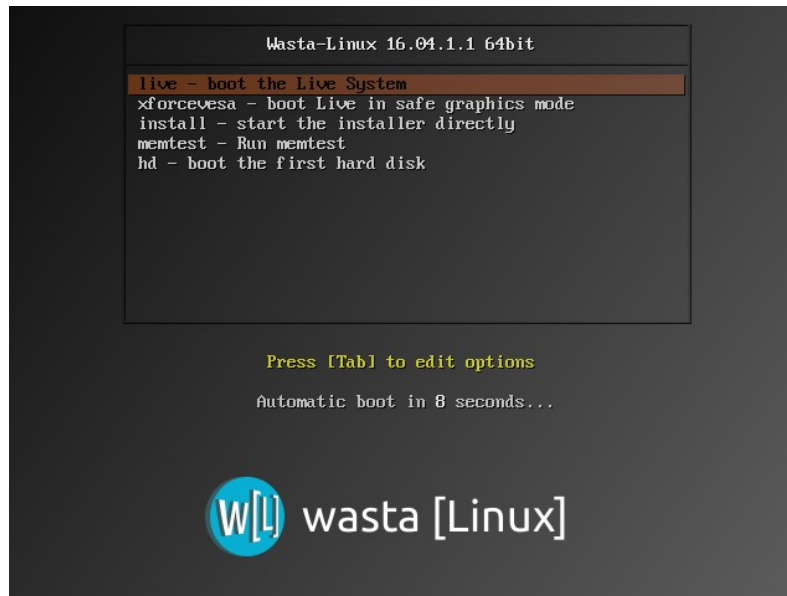 Wasta-Linux 16.04.1.1 64bit
live - boot the Live System
xforcevesa - boot Live in safe graphics mode
install - start the installer directly
memtest - Run memtest
hd - boot the first hard disk
Press [Tab] to edit options
Automatic boot in 8 seconds...
W[L] wasta [Linux]